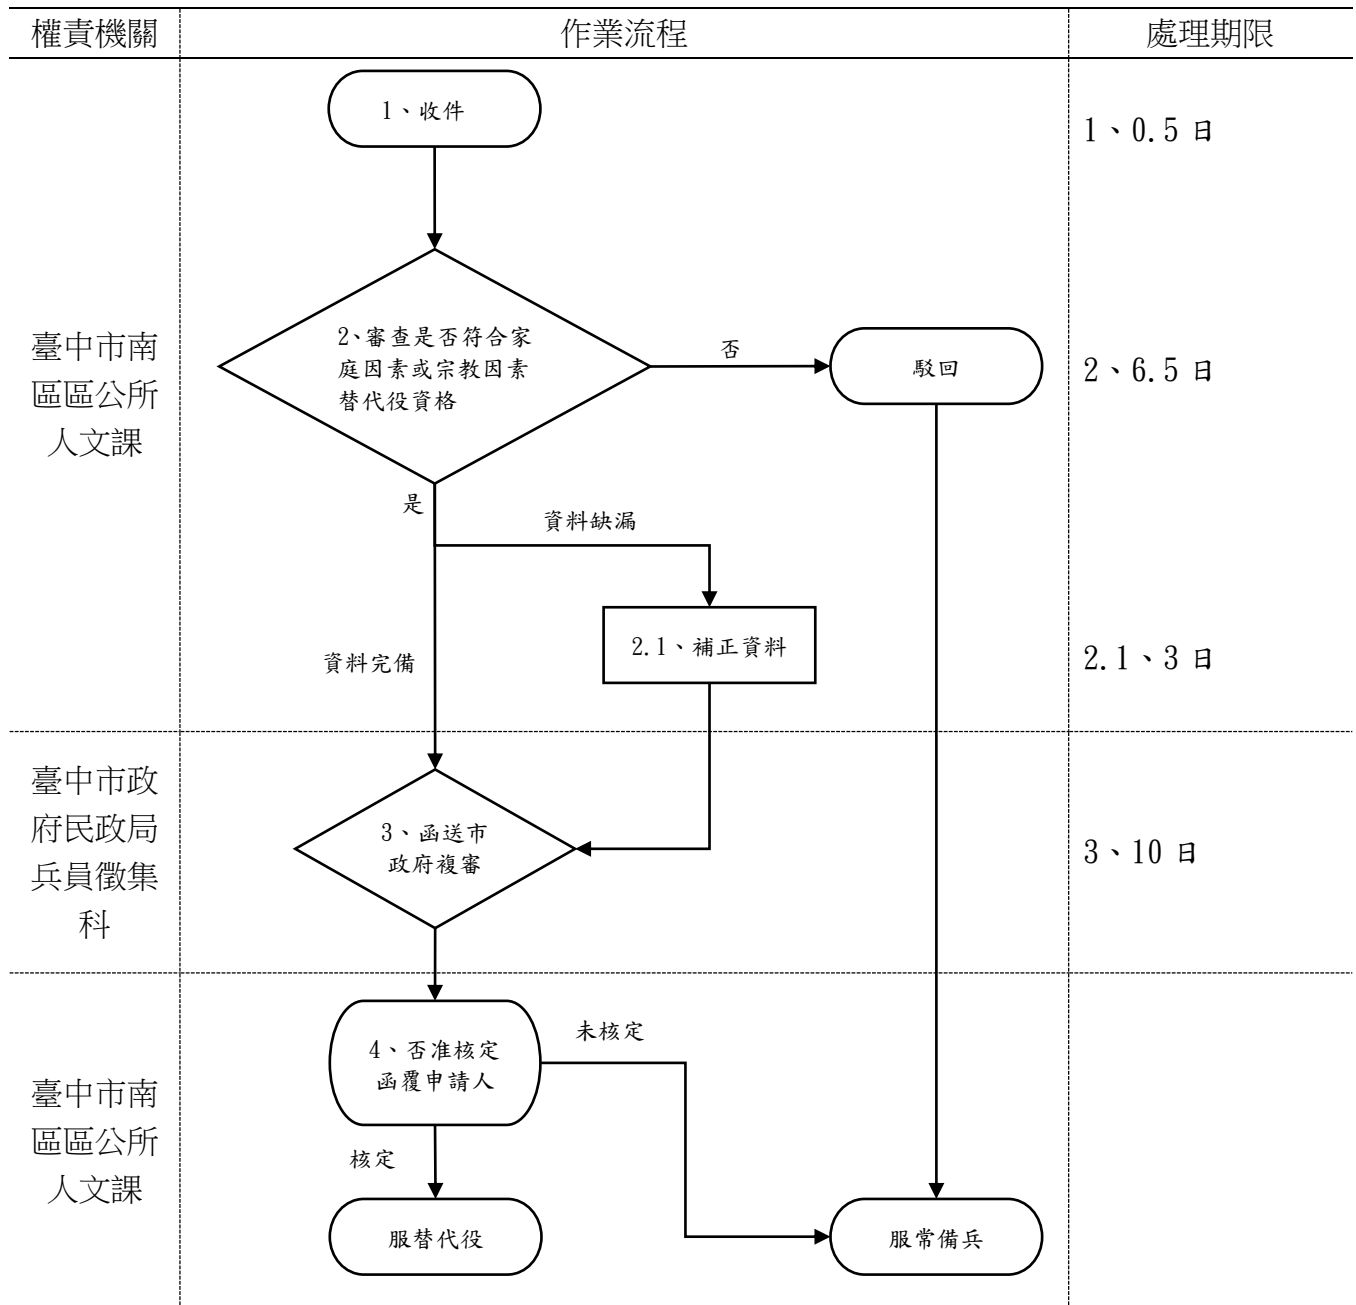 權責機關
作業流程
處理期限
1、收件
1、0.5 日
臺中市南
區區公所
人文課
2、審查是否符合家
庭因素或宗教因素
替代役資格
否
駁回
2、6.5 日
是
資料缺漏
2.1、補正資料
資料完備
2.1、3 日
臺中市政
府民政局
兵員徵集
科
3、函送市
政府複審
3、10 日
臺中市南
區區公所
人文課
4、否准核定
函覆申請人
未核定
核定
服替代役
服常備兵